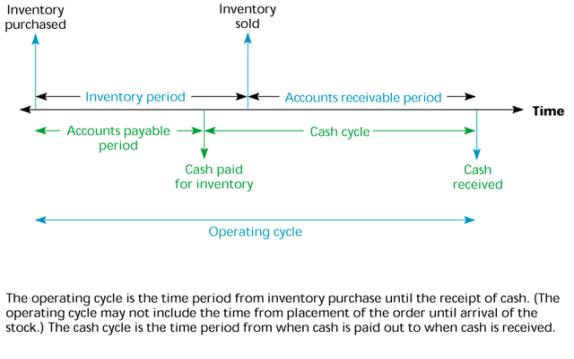 Inventory
purchased
Inventory
sold
Inventory period
Accounts receivable period
Time
Accounts payable
period
Cash cycle
Cash paid
for inventory
Cash
received
Operating cycle
The operating cycle is the time period from inventory purchase until the receipt of cash. (The
operating cycle may not include the time from placement of the order until arrival of the
stock.) The cash cycle is the time period from when cash is paid out to when cash is received.